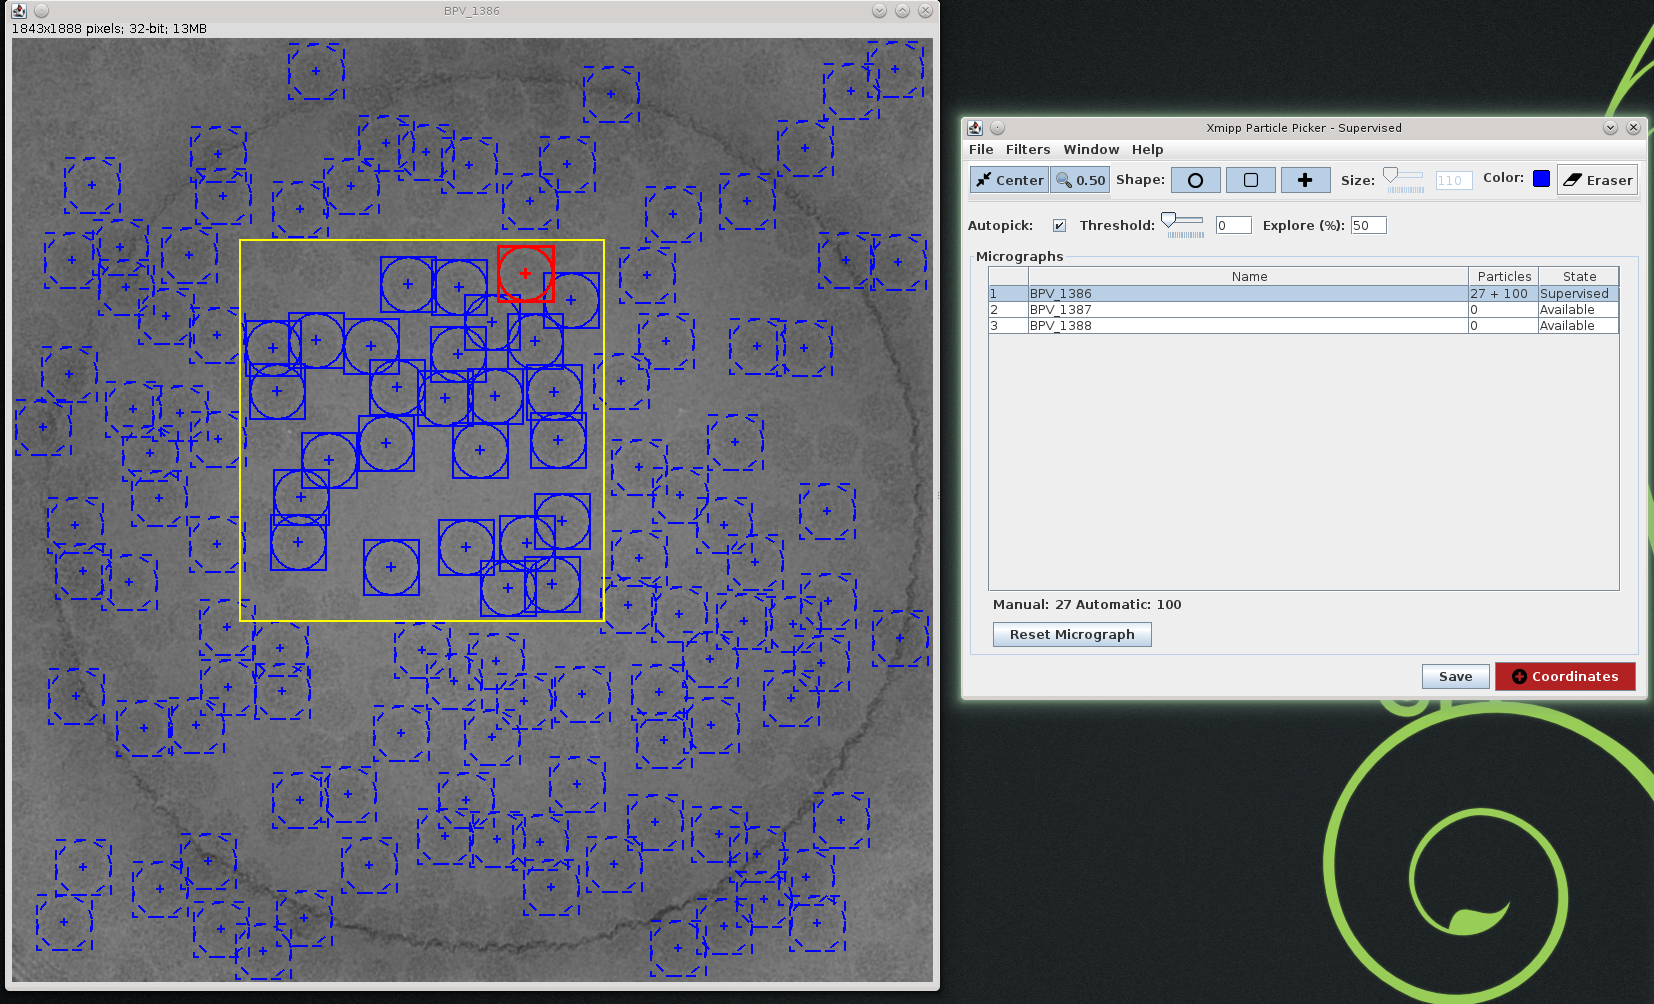 BPV_1386
1843x1888 pixels; 32-bit; 13MB
Xmipp Particle Picker - Supervised
File Filters Window Help
Center 0.50 Shape: Size: 110 Color: Eraser
Autopick: Threshold: 0 Explore (%): 50
Micrographs
Name Particles State
1 BPV_1386 27 + 100 Supervised
2 BPV_1387 0 Available
3 BPV_1388 0 Available
Manual: 27 Automatic: 100
Reset Micrograph
Save Coordinates